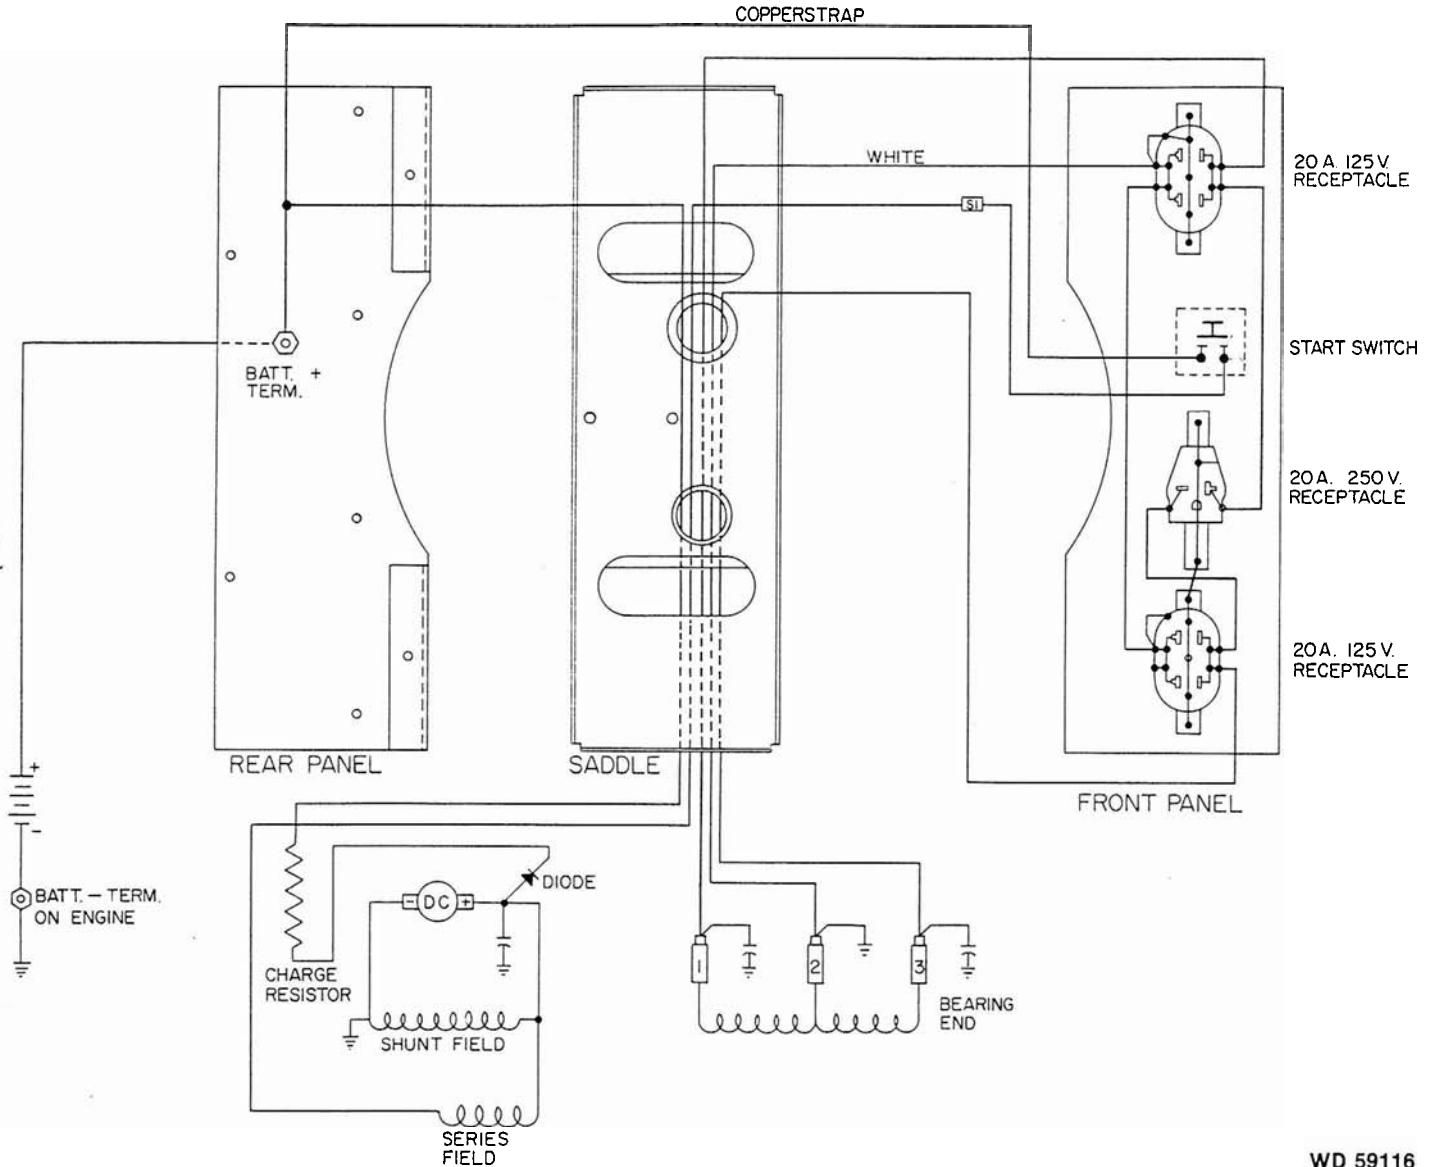 COPPERSTRAP
WHITE
20 A. 125 V.
RECEPTACLE
S1
BATT. +
TERM.
START SWITCH
20 A. 250 V.
RECEPTACLE
20 A. 125 V.
RECEPTACLE
REAR PANEL
SADDLE
FRONT PANEL
+
-
BATT. - TERM.
ON ENGINE
DIODE
- DC +
CHARGE
RESISTOR
1
2
3
BEARING
END
SHUNT FIELD
SERIES
FIELD
WD 59116